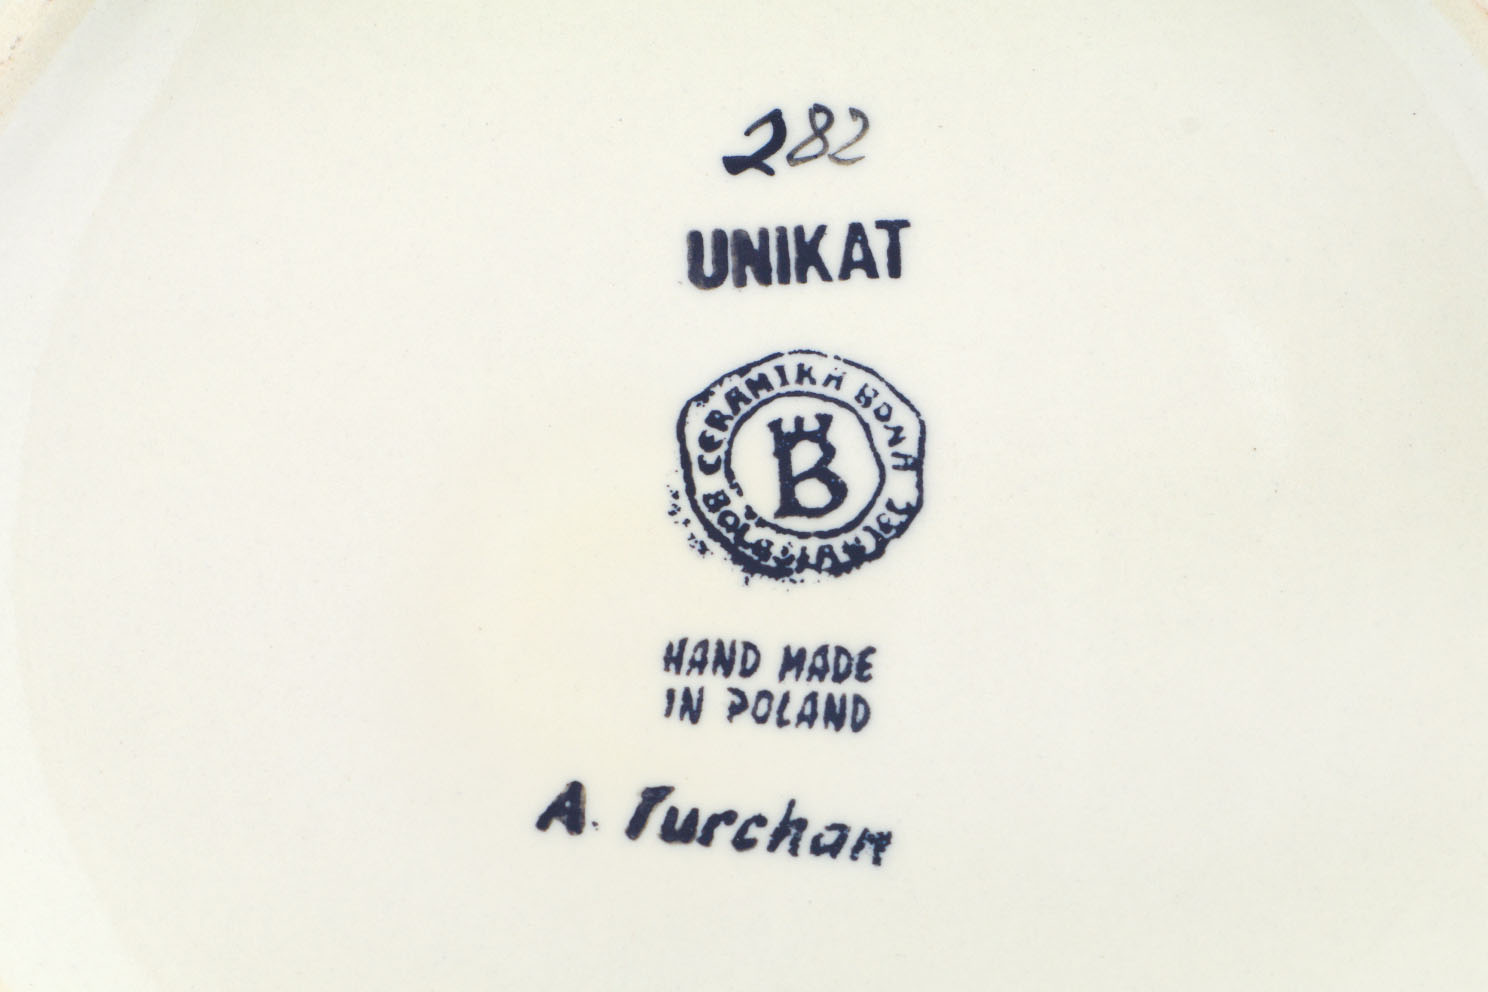 282
UNIKAT
CERAMIKA BONA
B
BOLESŁAWIEC
HAND MADE
IN POLAND
A. Turchan